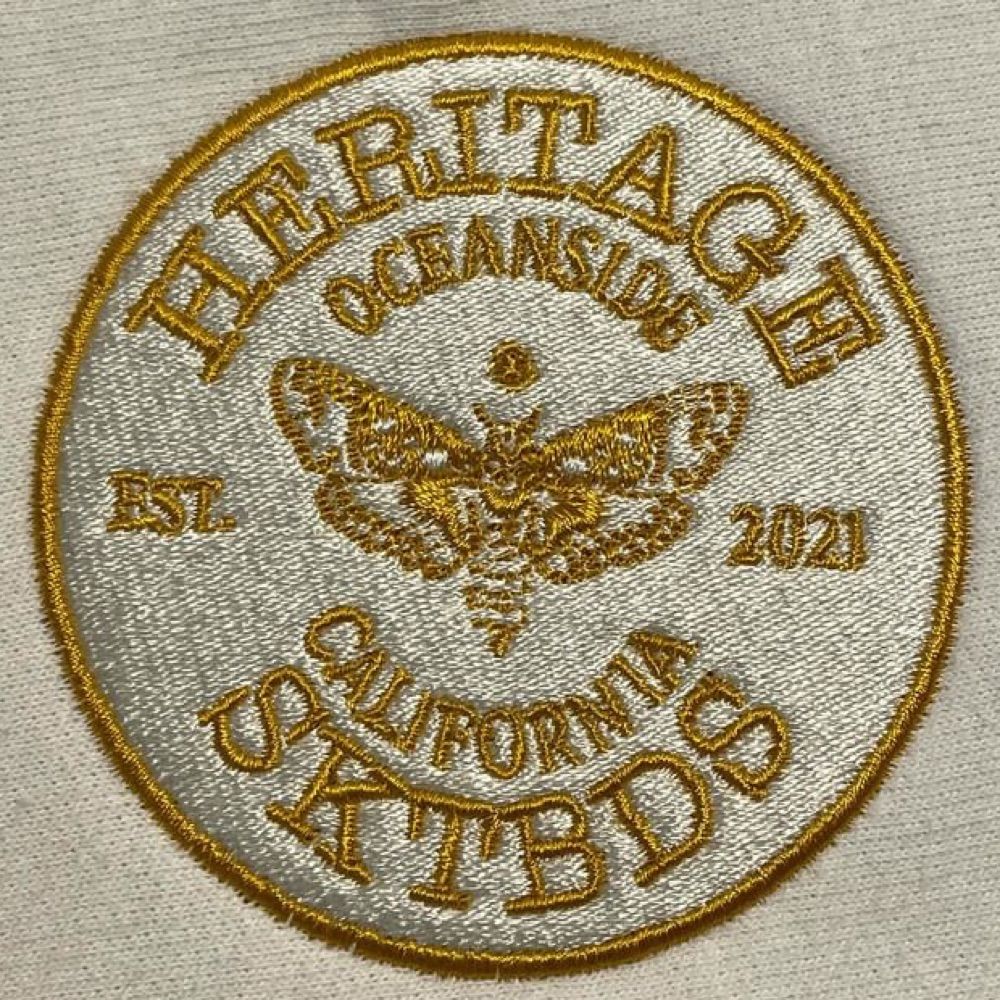 HERITAGE
OCEANSIDE
EST. 2021
CALIFORNIA
SKTBDS